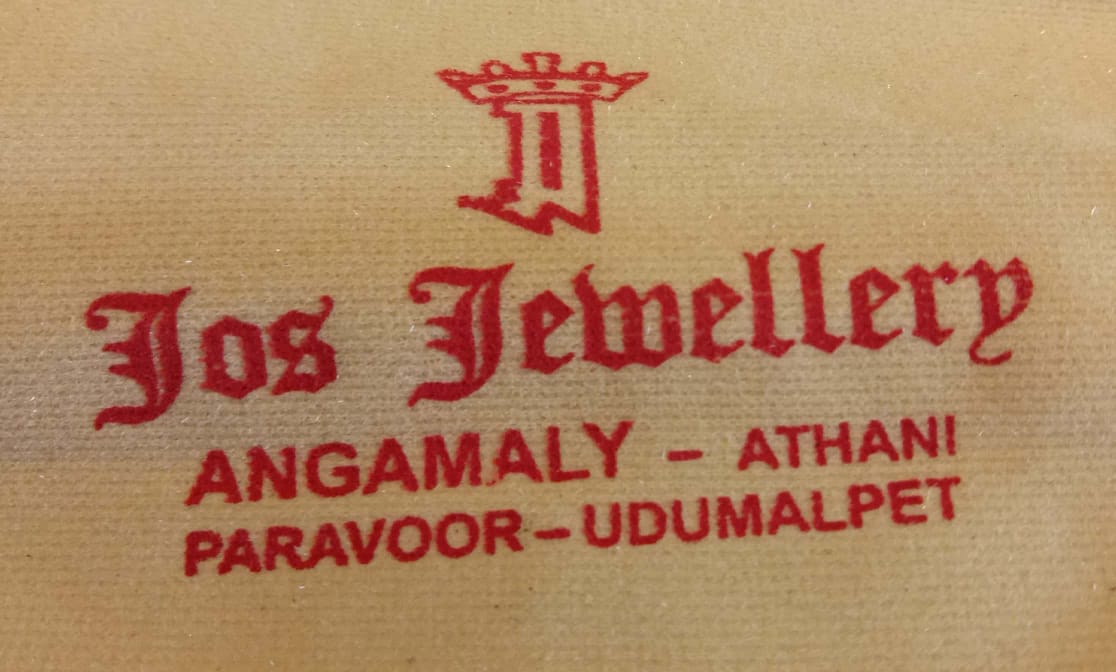 Jos Jewellery
ANGAMALY - ATHANI
PARAVOOR-UDUMALPET